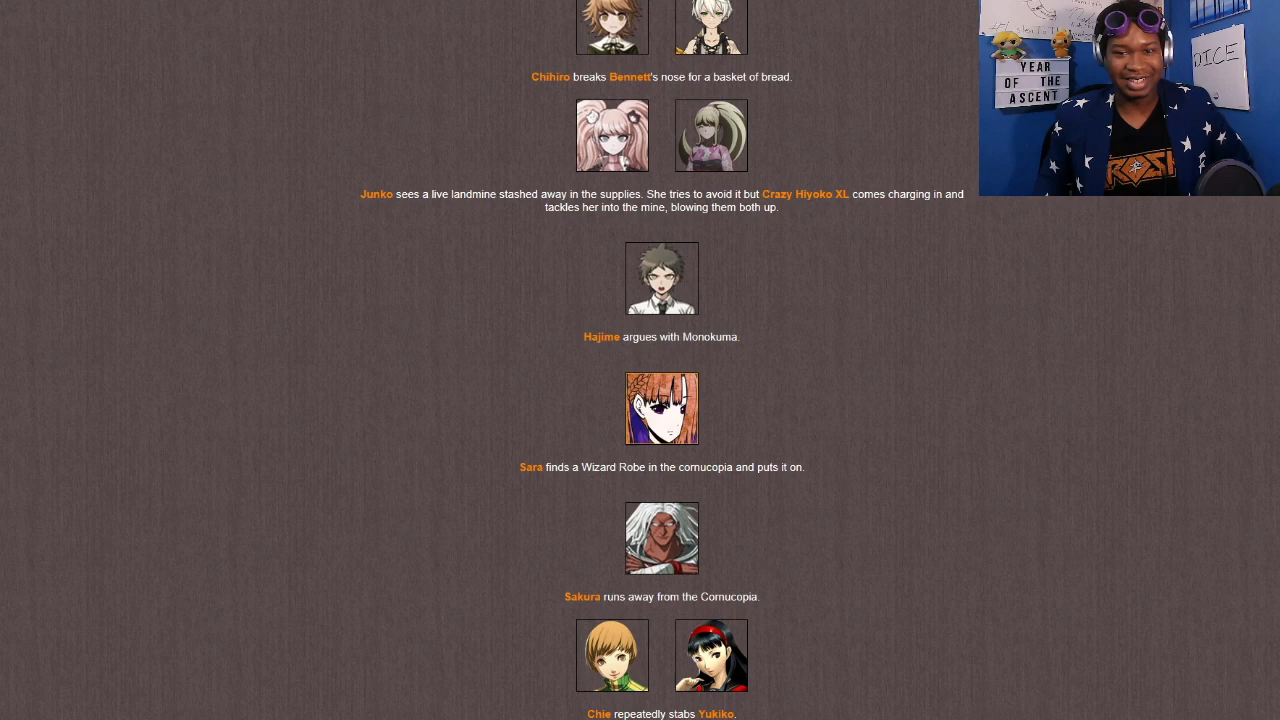 Chihiro breaks Bennett's nose for a basket of bread.
Junko sees a live landmine stashed away in the supplies. She tries to avoid it but Crazy Hiyoko XL comes charging in and
tackles her into the mine, blowing them both up.
Hajime argues with Monokuma.
Sara finds a Wizard Robe in the cornucopia and puts it on.
Sakura runs away from the Cornucopia.
Chie repeatedly stabs Yukiko.
YEAR
OF THE
ASCENT
DICE